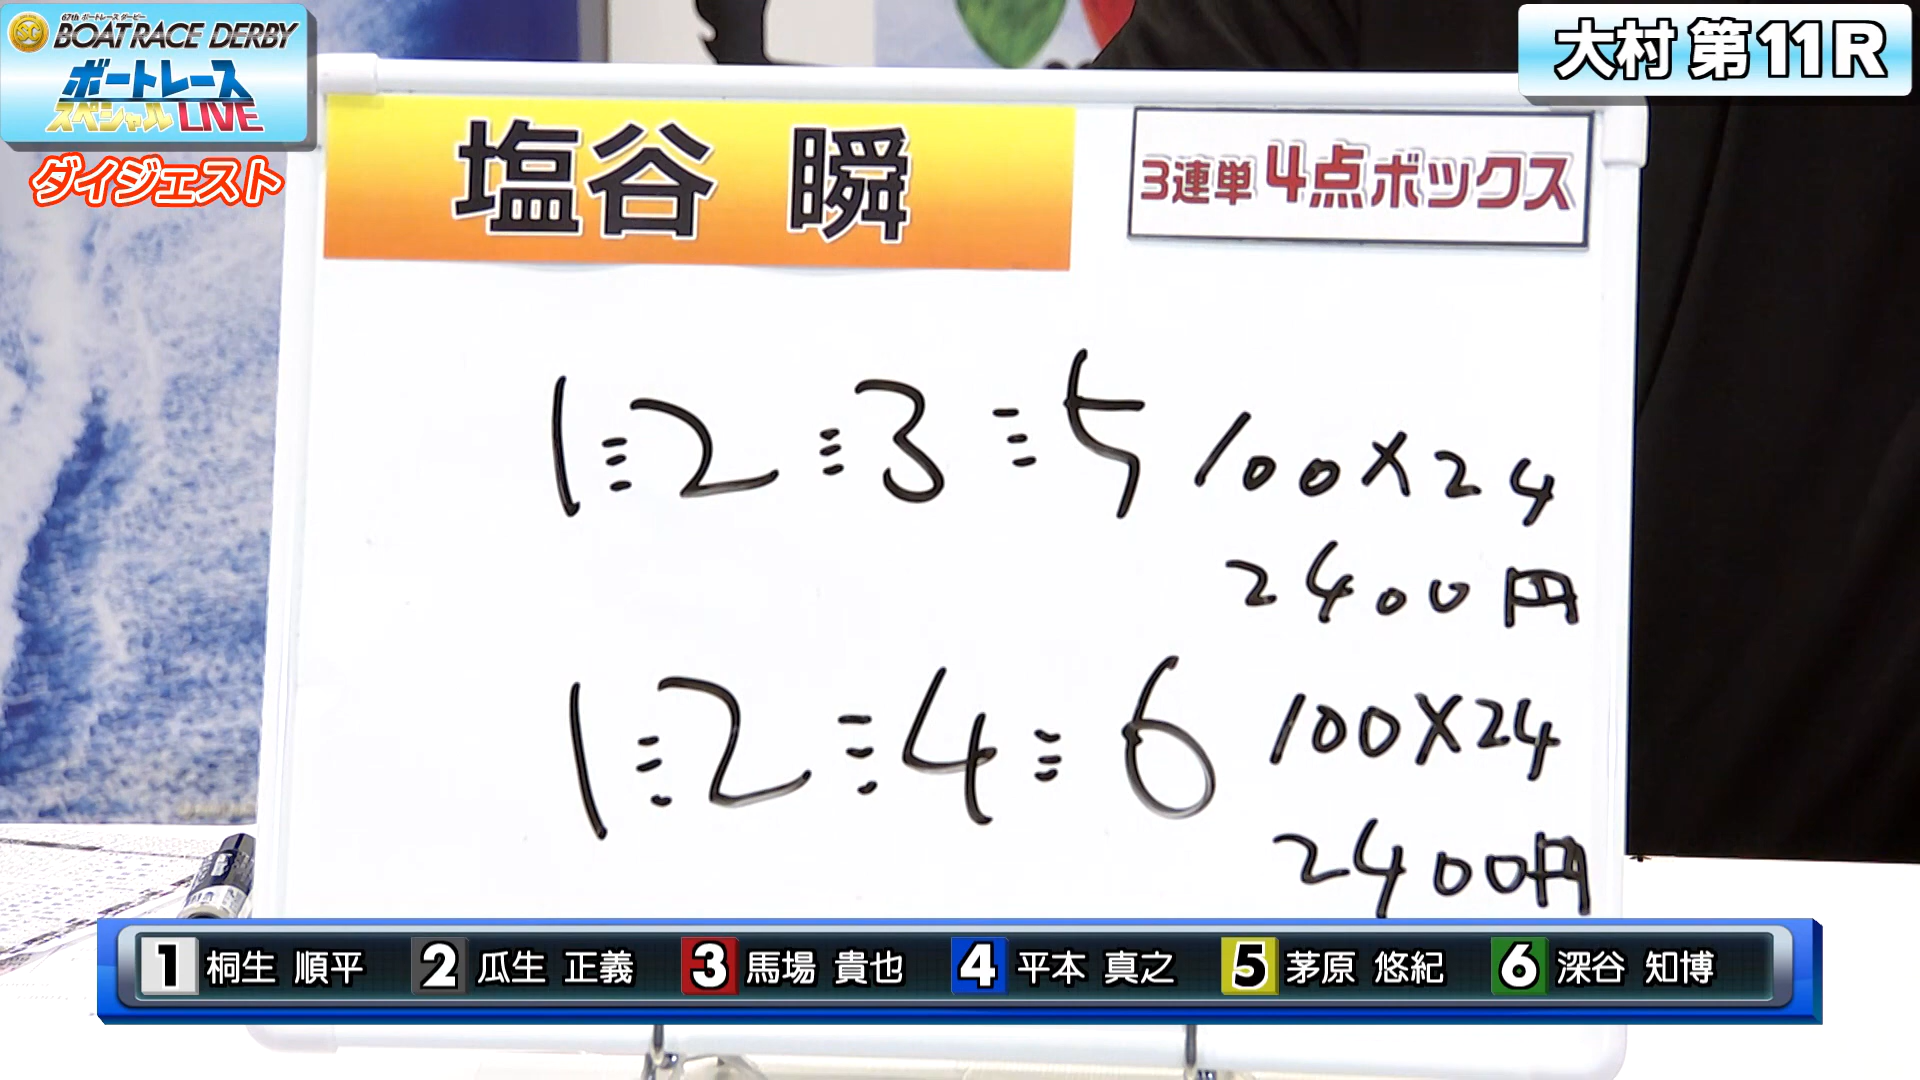 67th ボートレースダービー
SG BOATRACE DERBY
ボートレース
スペシャル LIVE
ダイジェスト
大村 第11R
塩谷 瞬
3連単 4点ボックス
1 2 3 5 100×24
2400円
1 2 4 6 100×24
2400円
1 桐生 順平 2 瓜生 正義 3 馬場 貴也 4 平本 真之 5 茅原 悠紀 6 深谷 知博